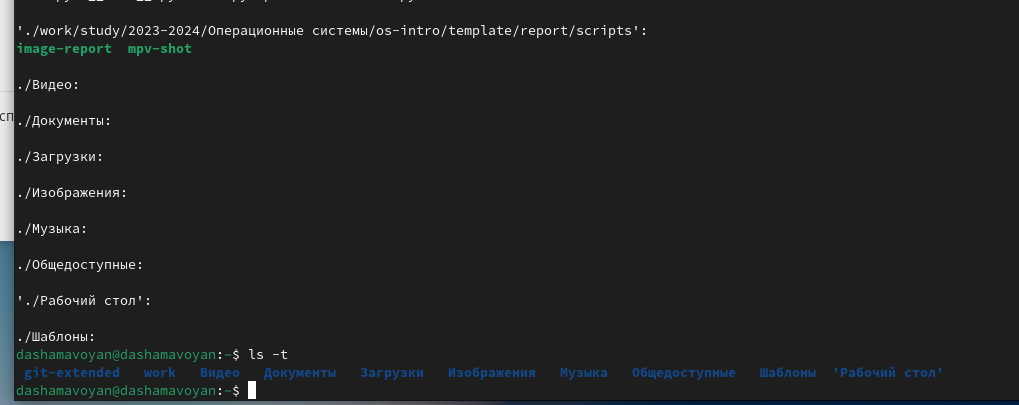 './work/study/2023-2024/Операционные системы/os-intro/template/report/scripts':
image-report  mpv-shot
./Видео:
сп
./Документы:
./Загрузки:
./Изображения:
./Музыка:
./Общедоступные:
'./Рабочий стол':
./Шаблоны:
dashamavoyan@dashamavoyan:~$ ls -t
git-extended  work  Видео  Документы  Загрузки  Изображения  Музыка  Общедоступные  Шаблоны  'Рабочий стол'
dashamavoyan@dashamavoyan:~$